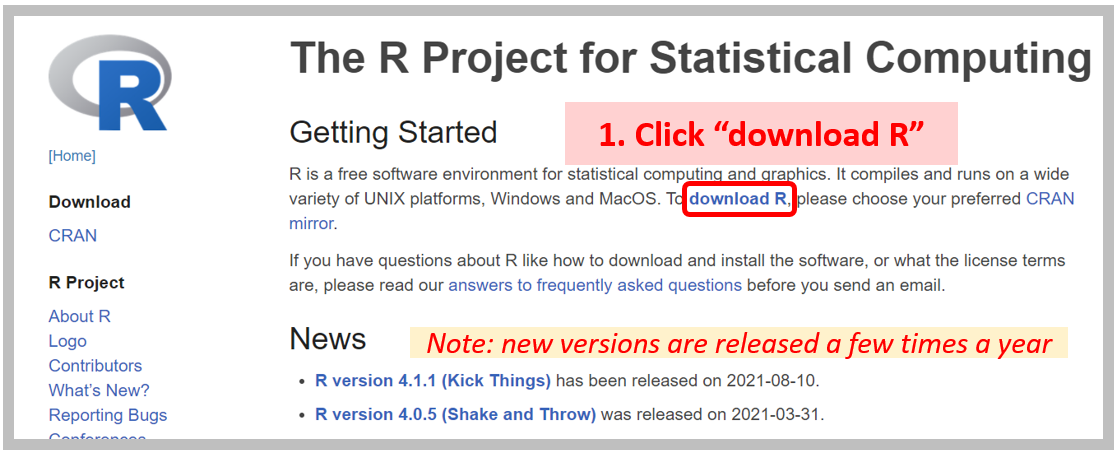 R
[Home]
Download
CRAN
R Project
About R
Logo
Contributors
What's New?
Reporting Bugs
Conferences
The R Project for Statistical Computing
Getting Started
1. Click “download R”
R is a free software environment for statistical computing and graphics. It compiles and runs on a wide
variety of UNIX platforms, Windows and MacOS. To download R, please choose your preferred CRAN
mirror.
If you have questions about R like how to download and install the software, or what the license terms
are, please read our answers to frequently asked questions before you send an email.
News
Note: new versions are released a few times a year
• R version 4.1.1 (Kick Things) has been released on 2021-08-10.
• R version 4.0.5 (Shake and Throw) was released on 2021-03-31.